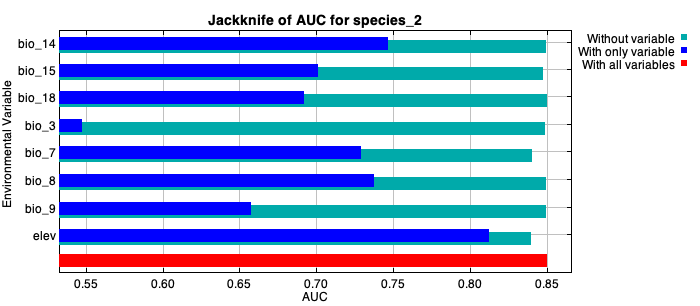 Jackknife of AUC for species_2
Without variable
With only variable
With all variables
Environmental Variable
bio_14
bio_15
bio_18
bio_3
bio_7
bio_8
bio_9
elev
0.55 0.60 0.65 0.70 0.75 0.80 0.85
AUC